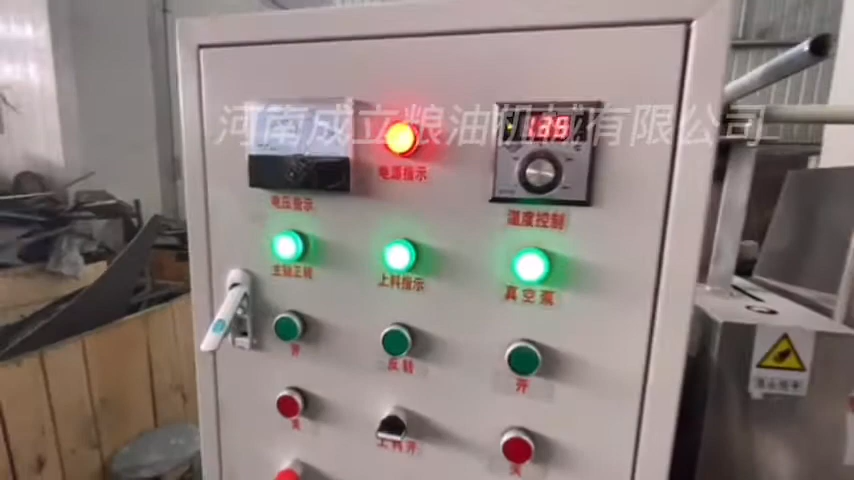 河南成立粮油机械有限公司
电源指示
电压指示
温度控制
主轴正转
上料指示
真空泵
开
反转
开
关
上料开
关